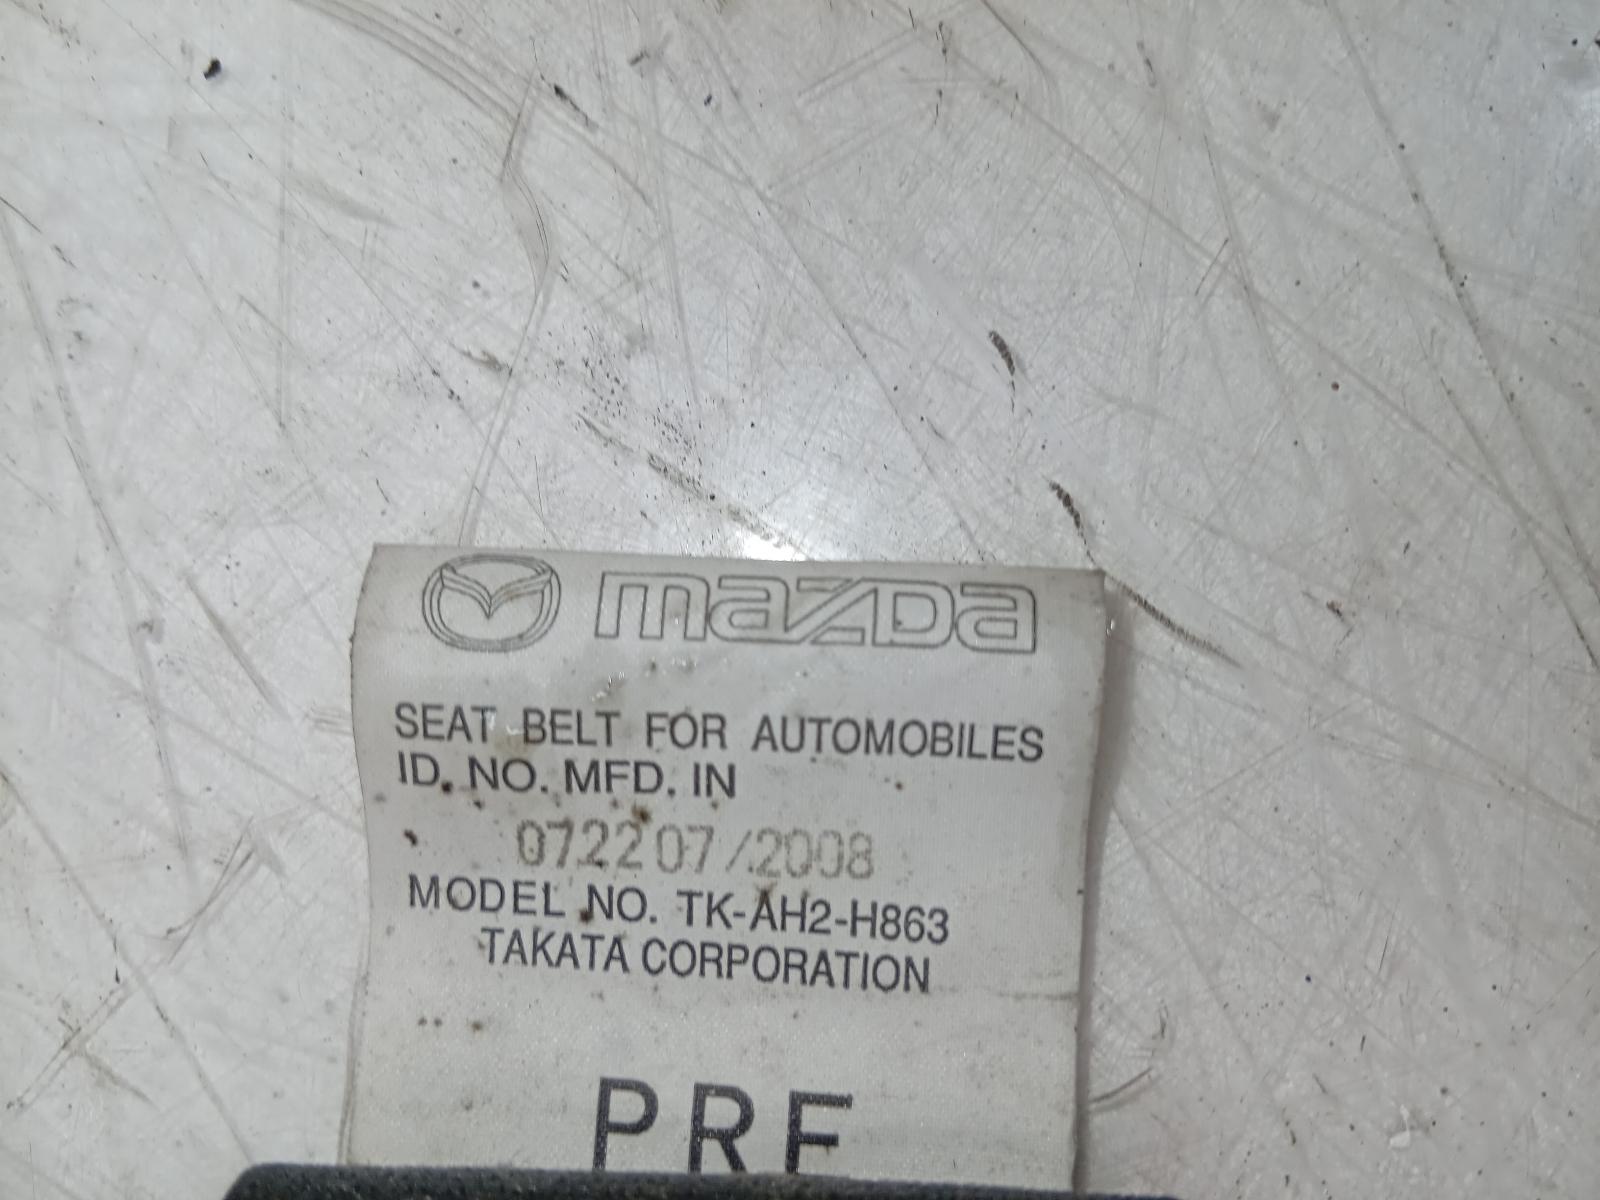 mazda
SEAT BELT FOR AUTOMOBILES
ID. NO. MFD. IN
0722 07/2008
MODEL NO. TK-AH2-H863
TAKATA CORPORATION